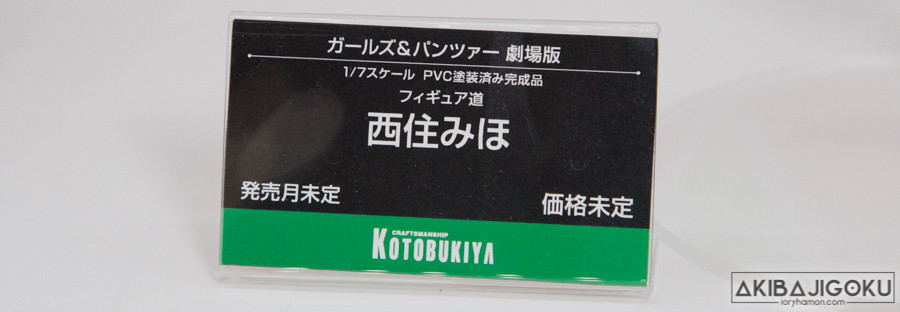 ガールズ&パンツァー 劇場版
1/7スケール PVC塗装済み完成品
フィギュア道
西住みほ
発売月未定
価格未定
CRAFTSMANSHIP
KOTOBUKIYA
AKIBAJIGOKU
ioryhamon.com